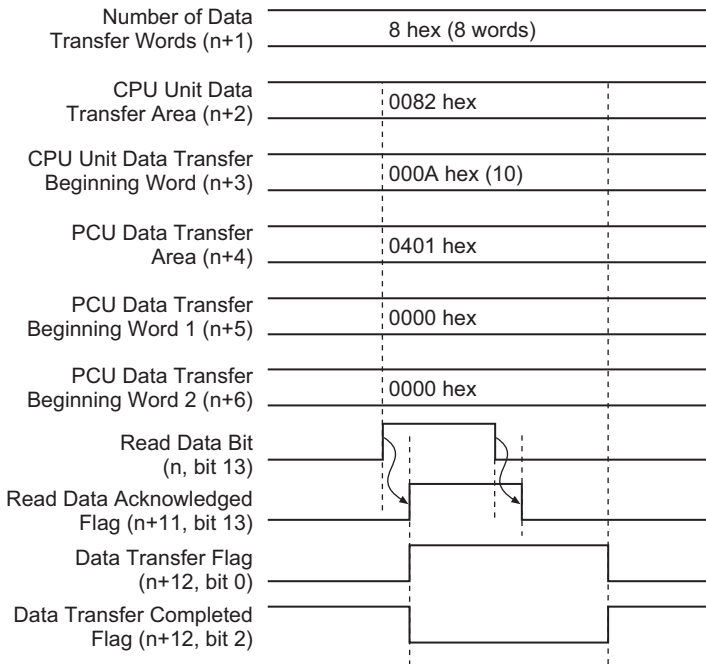 Number of Data
Transfer Words (n+1)
8 hex (8 words)
CPU Unit Data
Transfer Area (n+2)
0082 hex
CPU Unit Data Transfer
Beginning Word (n+3)
000A hex (10)
PCU Data Transfer
Area (n+4)
0401 hex
PCU Data Transfer
Beginning Word 1 (n+5)
0000 hex
PCU Data Transfer
Beginning Word 2 (n+6)
0000 hex
Read Data Bit
(n, bit 13)
Read Data Acknowledged
Flag (n+11, bit 13)
Data Transfer Flag
(n+12, bit 0)
Data Transfer Completed
Flag (n+12, bit 2)